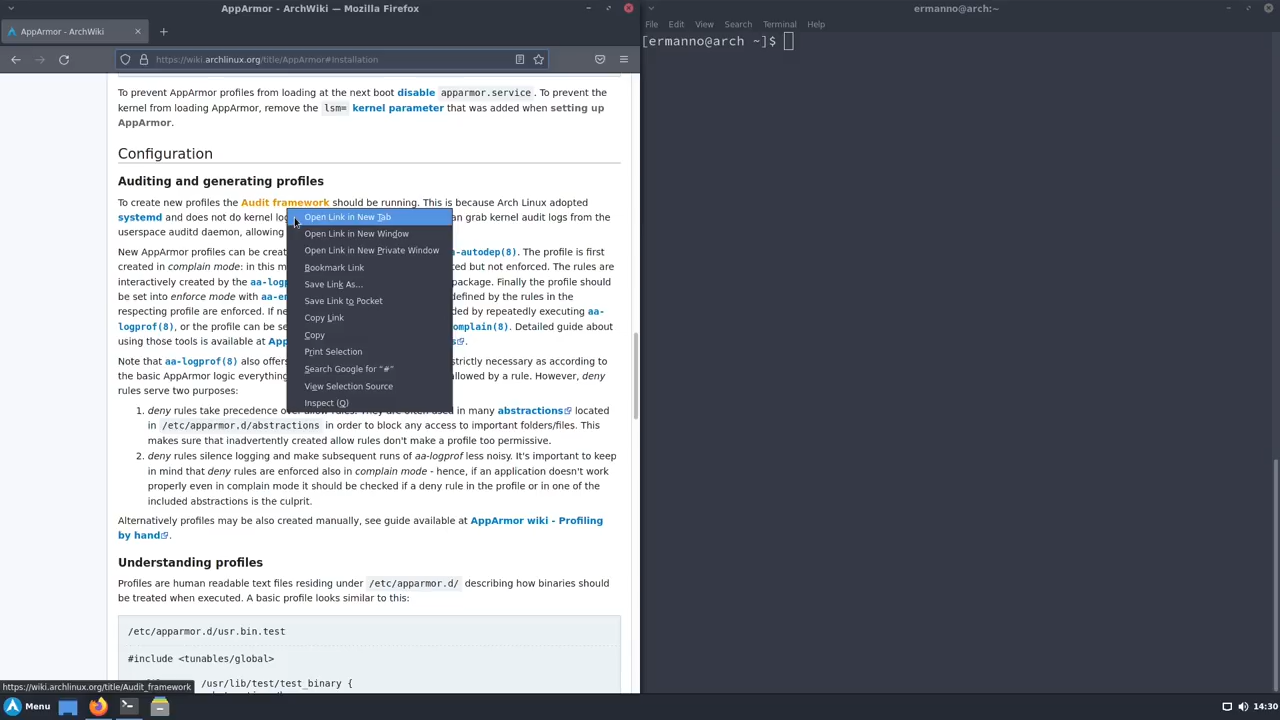 AppArmor - ArchWiki — Mozilla Firefox
AppArmor - ArchWiki
https://wiki.archlinux.org/title/AppArmor#Installation
To prevent AppArmor profiles from loading at the next boot disable apparmor.service. To prevent the
kernel from loading AppArmor, remove the lsm= kernel parameter that was added when setting up
AppArmor.
Configuration
Auditing and generating profiles
To create new profiles the Audit framework should be running. This is because Arch Linux adopted
systemd and does not do kernel log an grab kernel audit logs from the
userspace auditd daemon, allowing
New AppArmor profiles can be creat a-autodep(8). The profile is first
created in complain mode: in this m ted but not enforced. The rules are
interactively created by the aa-log package. Finally the profile should
be set into enforce mode with aa-en defined by the rules in the
respective profile are enforced. If ne ed by repeatedly executing aa-
logprof(8), or the profile can be se omplain(8). Detailed guide about
using those tools is available at App s.
Note that aa-logprof(8) also offers strictly necessary as according to
the basic AppArmor logic everything allowed by a rule. However, deny
rules serve two purposes:
1. deny rules take precedence over allow rules. They are often used in many abstractions located
in /etc/apparmor.d/abstractions in order to block any access to important folders/files. This
makes sure that inadvertently created allow rules don't make a profile too permissive.
2. deny rules silence logging and make subsequent runs of aa-logprof less noisy. It's important to keep
in mind that deny rules are enforced also in complain mode - hence, if an application doesn't work
properly even in complain mode it should be checked if a deny rule in the profile or in one of the
included abstractions is the culprit.
Alternatively profiles may be also created manually, see guide available at AppArmor wiki - Profiling
by hand.
Understanding profiles
Profiles are human readable text files residing under /etc/apparmor.d/ describing how binaries should
be treated when executed. A basic profile looks similar to this:
/etc/apparmor.d/usr.bin.test
#include <tunables/global>
/usr/lib/test/test_binary {
https://wiki.archlinux.org/title/Audit_framework
Open Link in New Tab
Open Link in New Window
Open Link in New Private Window
Bookmark Link
Save Link As...
Save Link to Pocket
Copy Link
Copy
Print Selection
Search Google for "#"
View Selection Source
Inspect (Q)
ermanno@arch:~
File Edit View Search Terminal Help
[ermanno@arch ~]$
Menu
14:30